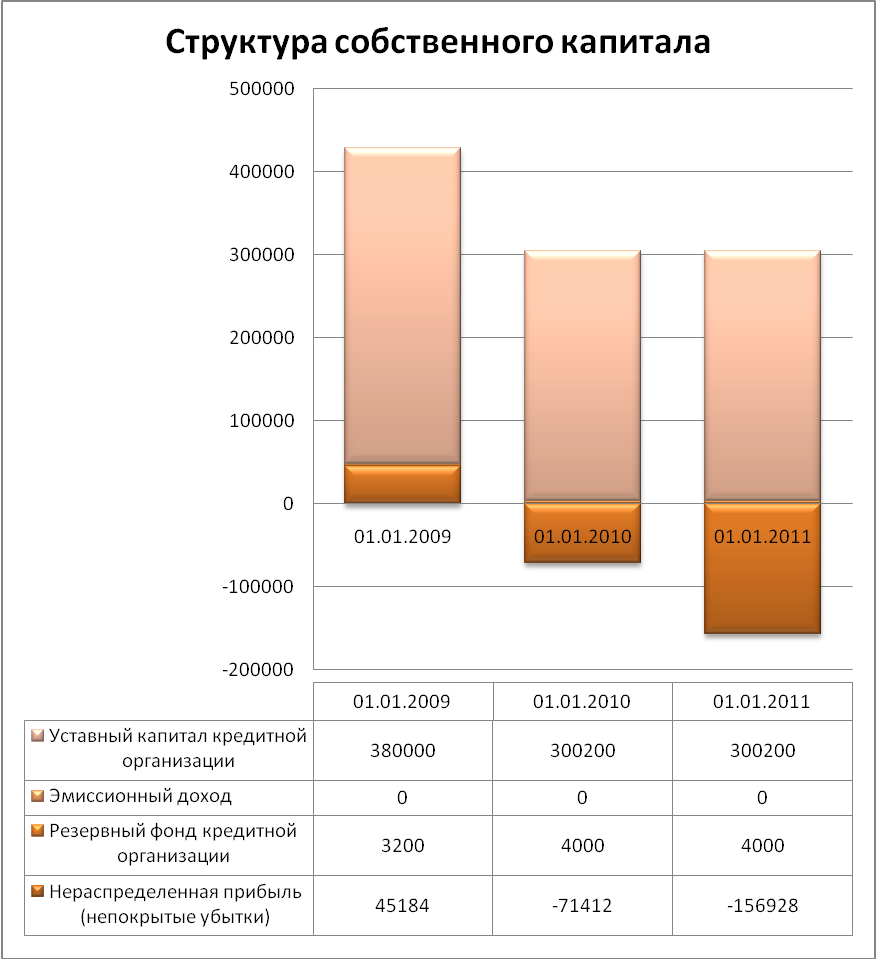 Структура собственного капитала
500000
400000
300000
200000
100000
0
-100000
-200000
01.01.2009
01.01.2010
01.01.2011
01.01.2009 01.01.2010 01.01.2011
Уставный капитал кредитной
организации
380000 300200 300200
Эмиссионный доход 0 0 0
Резервный фонд кредитной
организации
3200 4000 4000
Нераспределенная прибыль
(непокрытые убытки)
45184 -71412 -156928